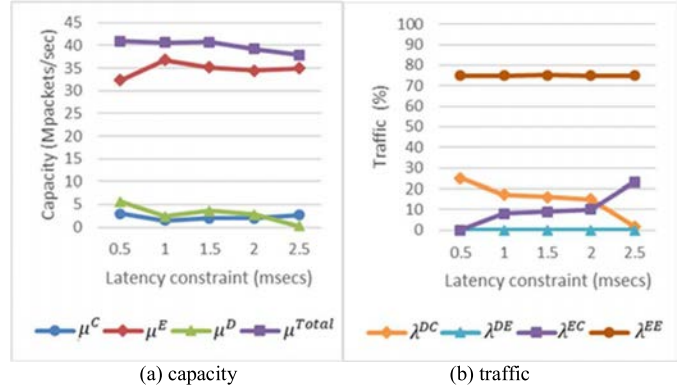 45
40
35
30
25
20
15
10
5
0
Capacity (Mpackets/sec)
0.5 1 1.5 2 2.5
Latency constraint (msecs)
μ^C μ^E μ^D μ^Total
(a) capacity
100
90
80
70
60
50
40
30
20
10
0
Traffic (%)
0.5 1 1.5 2 2.5
Latency constraint (msecs)
λ^DC λ^DE λ^EC λ^EE
(b) traffic